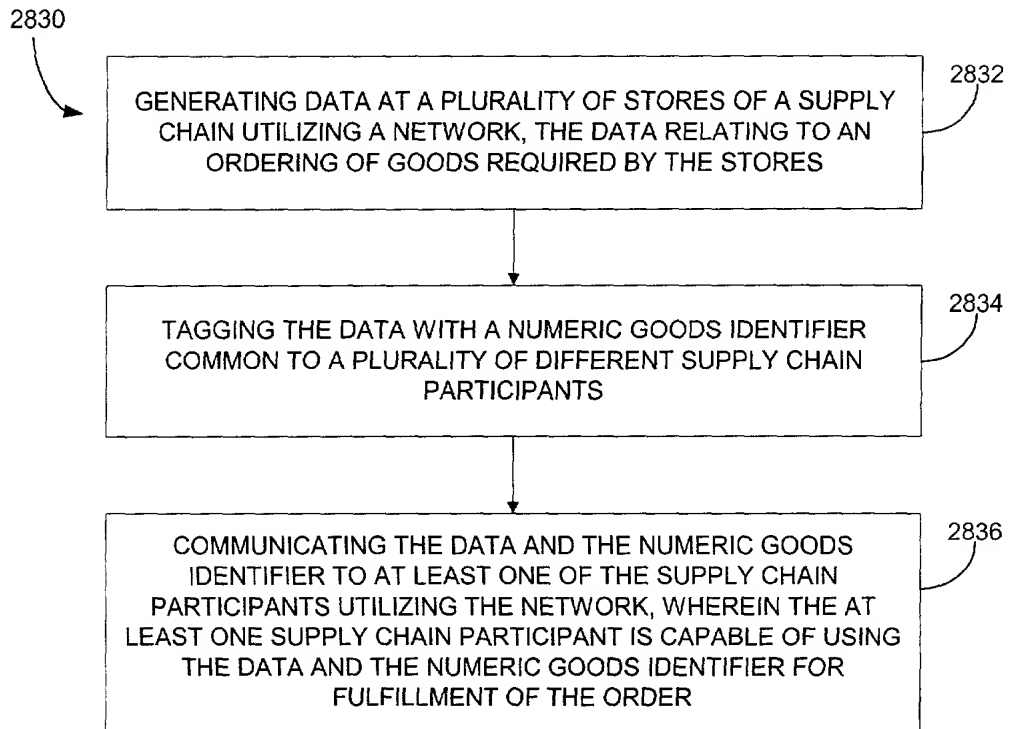 2830
2832
GENERATING DATA AT A PLURALITY OF STORES OF A SUPPLY
CHAIN UTILIZING A NETWORK, THE DATA RELATING TO AN
ORDERING OF GOODS REQUIRED BY THE STORES
2834
TAGGING THE DATA WITH A NUMERIC GOODS IDENTIFIER
COMMON TO A PLURALITY OF DIFFERENT SUPPLY CHAIN
PARTICIPANTS
2836
COMMUNICATING THE DATA AND THE NUMERIC GOODS
IDENTIFIER TO AT LEAST ONE OF THE SUPPLY CHAIN
PARTICIPANTS UTILIZING THE NETWORK, WHEREIN THE AT
LEAST ONE SUPPLY CHAIN PARTICIPANT IS CAPABLE OF USING
THE DATA AND THE NUMERIC GOODS IDENTIFIER FOR
FULFILLMENT OF THE ORDER